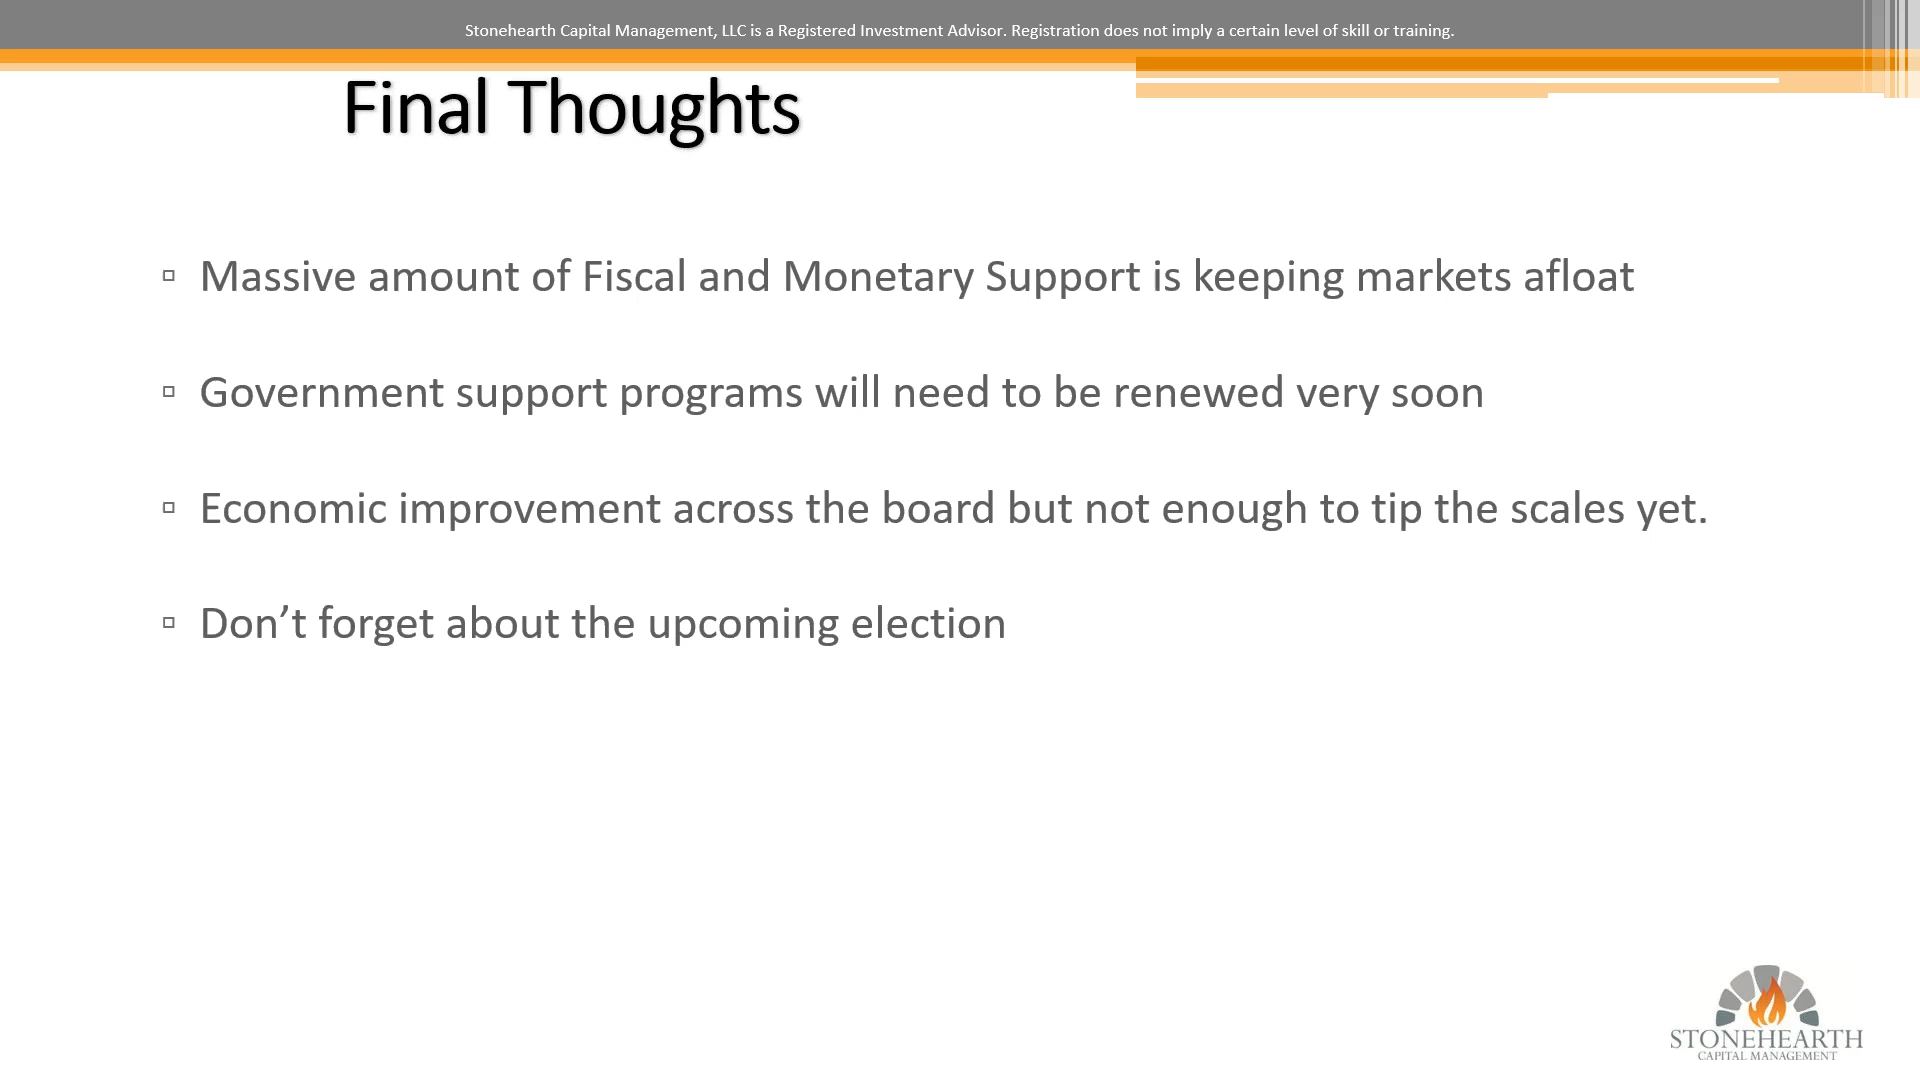 Stonehearth Capital Management, LLC is a Registered Investment Advisor. Registration does not imply a certain level of skill or training.
Final Thoughts
Massive amount of Fiscal and Monetary Support is keeping markets afloat
Government support programs will need to be renewed very soon
Economic improvement across the board but not enough to tip the scales yet.
Don’t forget about the upcoming election
STONEHEARTH
CAPITAL MANAGEMENT